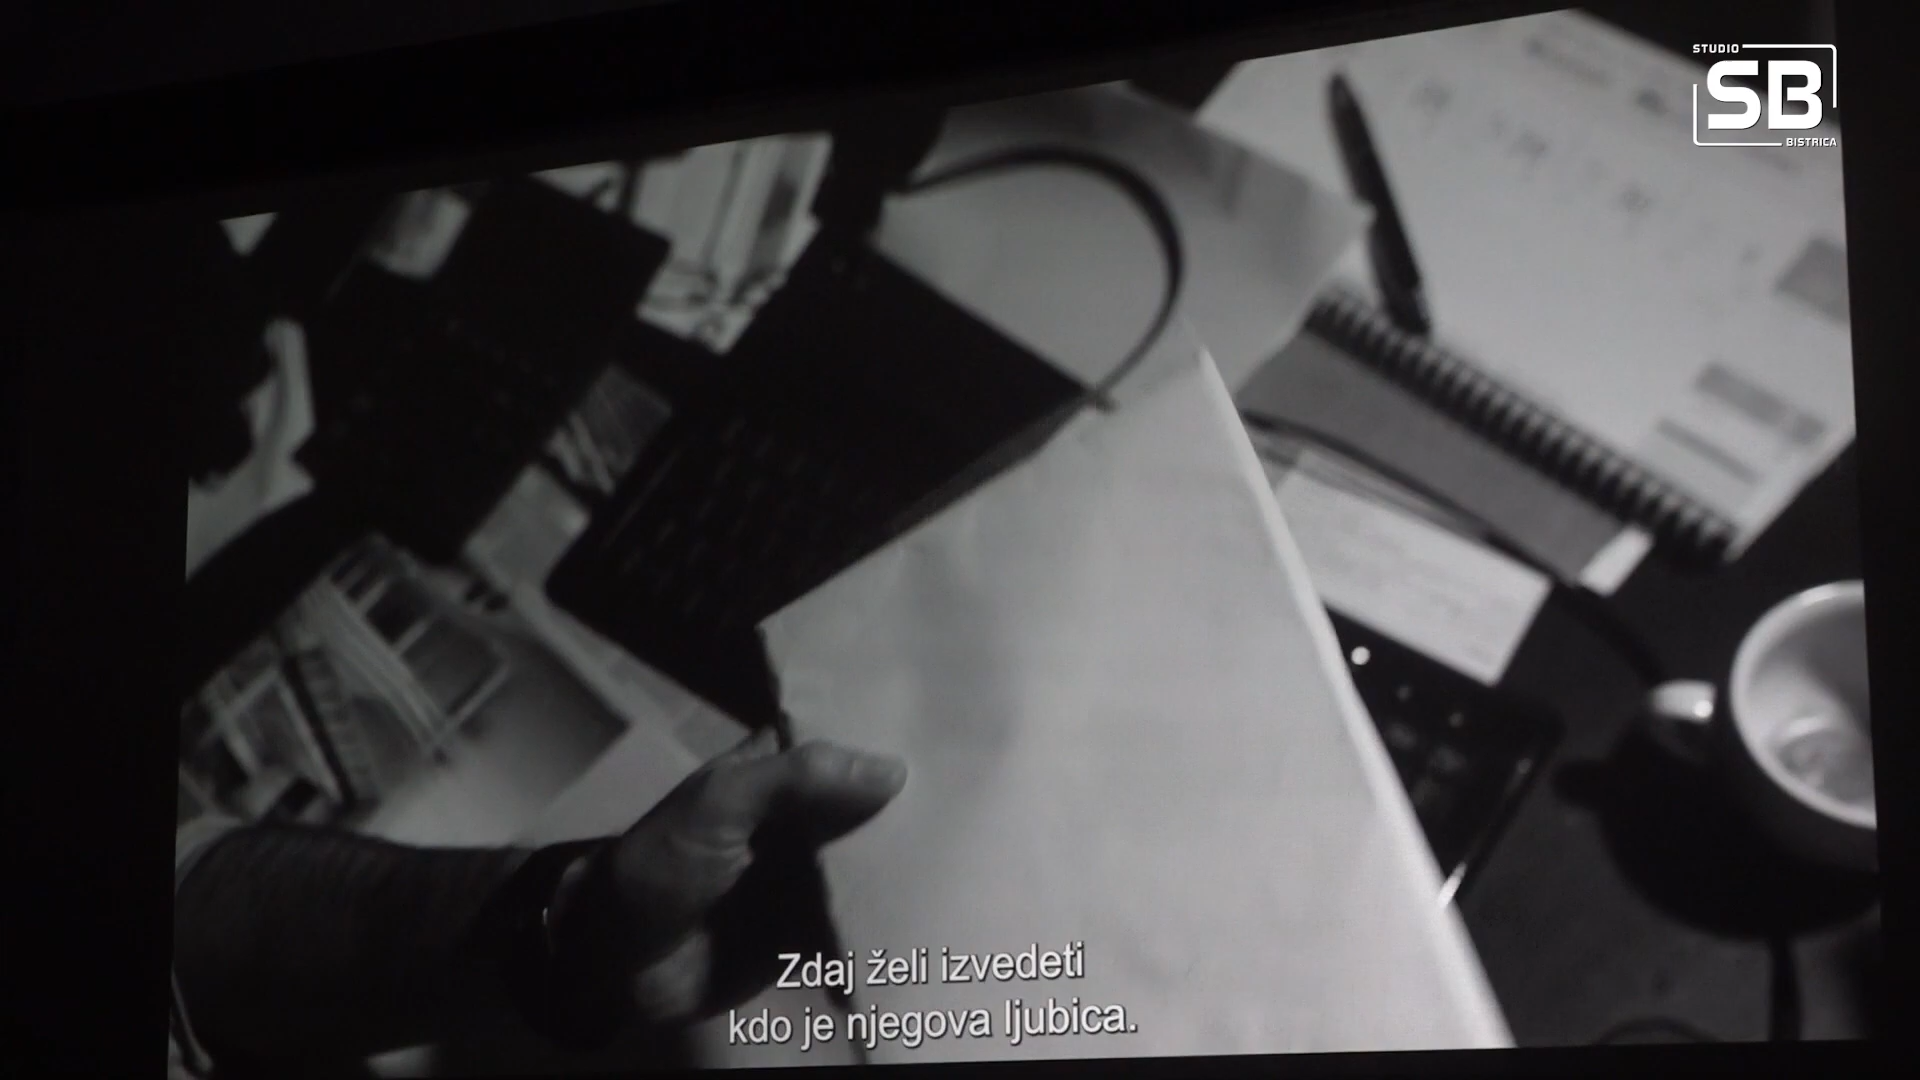 STUDIO
SB
BISTRICA
Zdaj želi izvedeti
kdo je njegova ljubica.